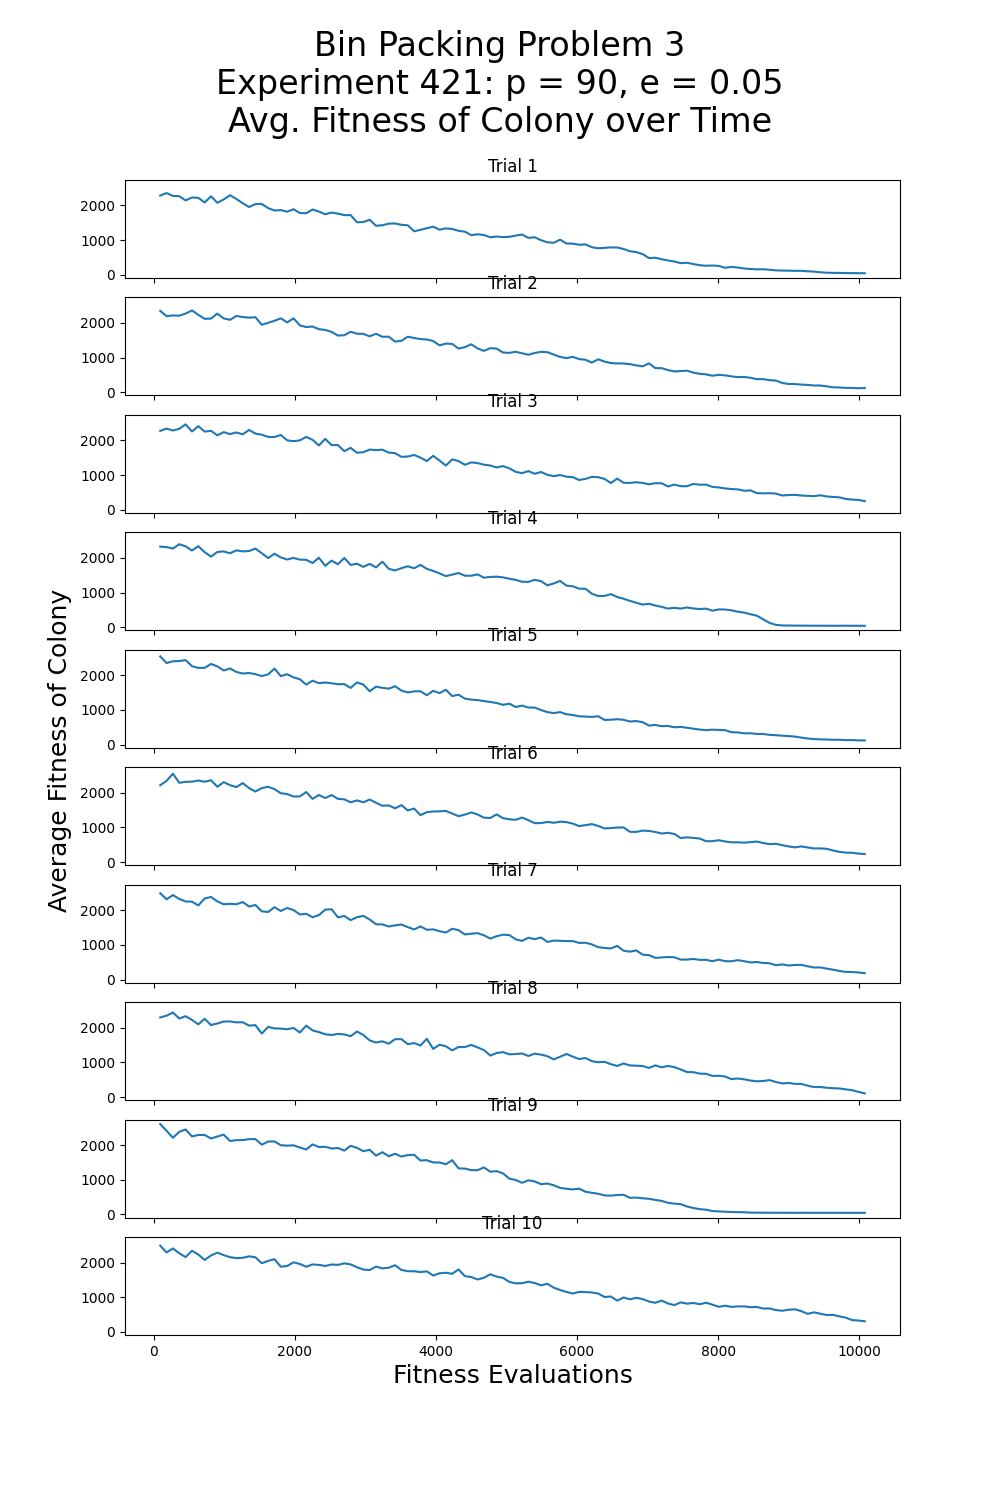 Bin Packing Problem 3
Experiment 421: p = 90, e = 0.05
Avg. Fitness of Colony over Time
Trial 1
2000
1000
0
Trial 2
2000
1000
0
Trial 3
2000
1000
0
Trial 4
2000
1000
0
Trial 5
2000
1000
0
Trial 6
2000
1000
0
Trial 7
2000
1000
0
Trial 8
2000
1000
0
Trial 9
2000
1000
0
Trial 10
2000
1000
0
0 2000 4000 6000 8000 10000
Fitness Evaluations
Average Fitness of Colony